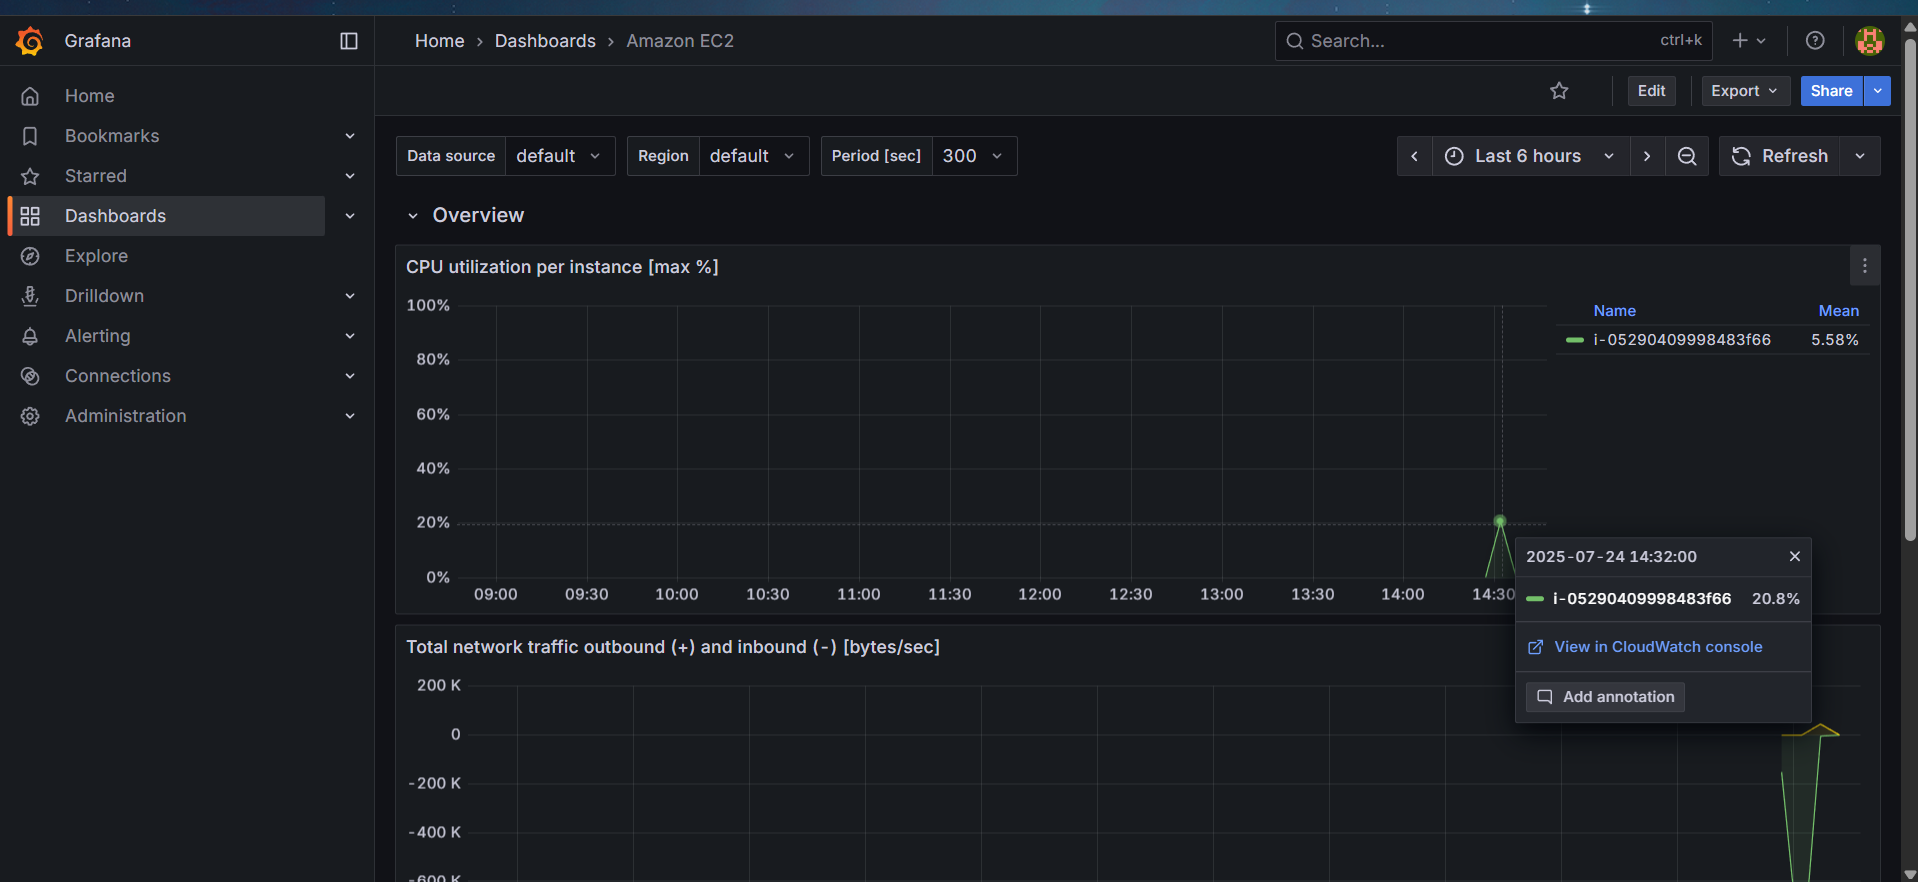 Grafana
Home › Dashboards › Amazon EC2
Search... ctrl+k
Home
Bookmarks
Starred
Dashboards
Explore
Drilldown
Alerting
Connections
Administration
Edit Export Share
Data source default Region default Period [sec] 300
Last 6 hours Refresh
Overview
CPU utilization per instance [max %]
100%
80%
60%
40%
20%
0%
09:00 09:30 10:00 10:30 11:00 11:30 12:00 12:30 13:00 13:30 14:00 14:30
Name Mean
i-05290409998483f66 5.58%
2025-07-24 14:32:00
i-05290409998483f66 20.8%
View in CloudWatch console
Add annotation
Total network traffic outbound (+) and inbound (-) [bytes/sec]
200 K
0
-200 K
-400 K
-600 K